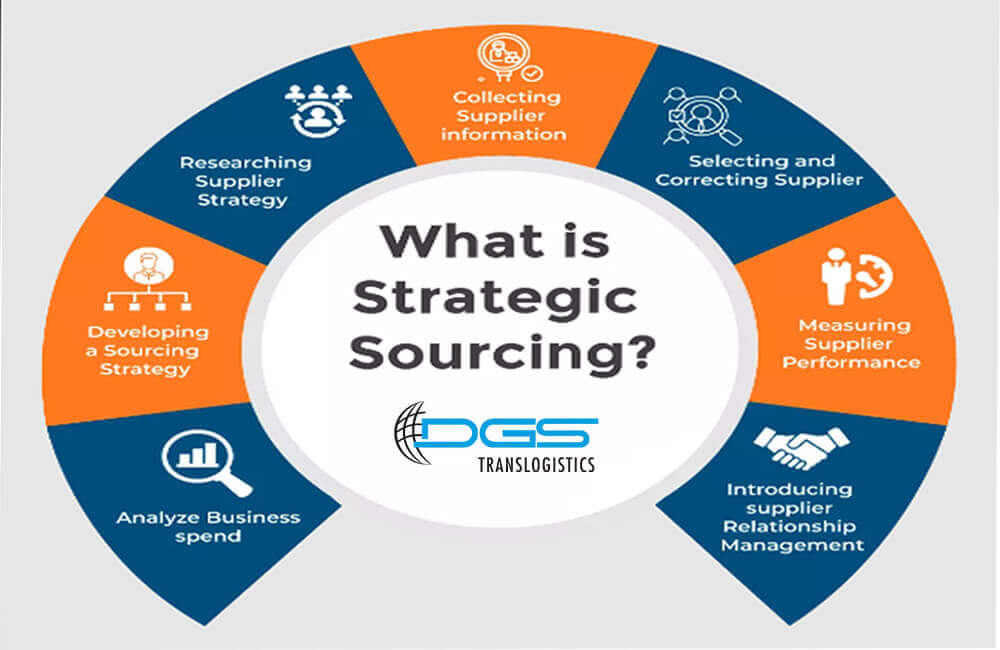 What is
Strategic
Sourcing?
DGS
TRANSLOGISTICS
Analyze Business
spend
Developing
a Sourcing
Strategy
Researching
Supplier
Strategy
Collecting
Supplier
information
Selecting and
Correcting Supplier
Measuring
Supplier
Performance
Introducing
supplier
Relationship
Management